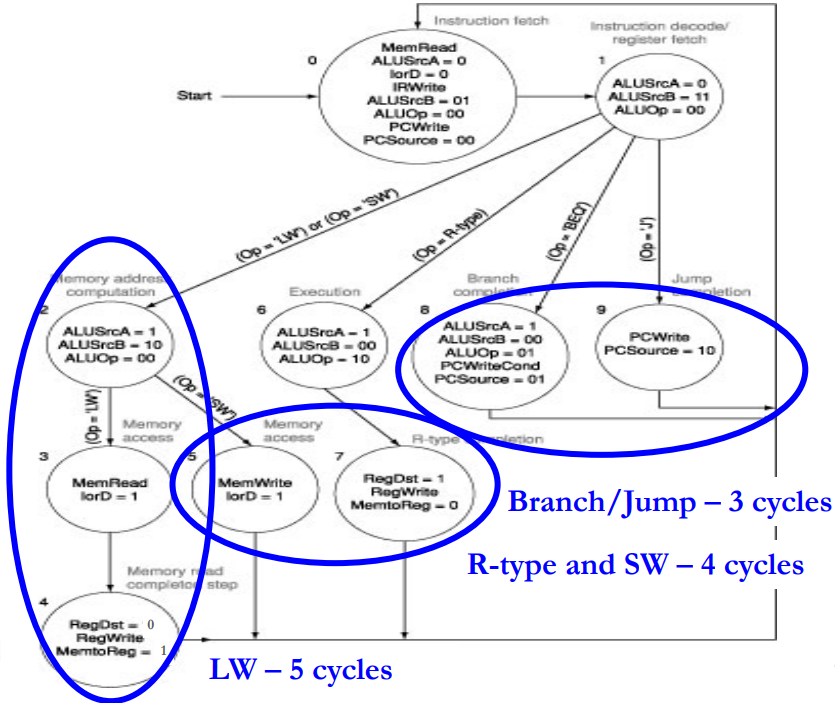 Instruction fetch
Instruction decode/
register fetch
0
MemRead
ALUSrcA = 0
IorD = 0
IRWrite
ALUSrcB = 01
ALUOp = 00
PCWrite
PCSource = 00
1
ALUSrcA = 0
ALUSrcB = 11
ALUOp = 00
Start
(Op = 'LW') or (Op = 'SW')
(Op = R-type)
(Op = 'BEQ')
(Op = 'J')
Memory address
computation
2
ALUSrcA = 1
ALUSrcB = 10
ALUOp = 00
Execution
6
ALUSrcA = 1
ALUSrcB = 00
ALUOp = 10
Branch
completion
8
ALUSrcA = 1
ALUSrcB = 00
ALUOp = 01
PCWriteCond
PCSource = 01
Jump
completion
9
PCWrite
PCSource = 10
(Op = 'LW')
(Op = 'SW')
Memory
access
3
MemRead
IorD = 1
Memory
access
5
MemWrite
IorD = 1
R-type completion
7
RegDst = 1
RegWrite
MemtoReg = 0
Branch/Jump – 3 cycles
R-type and SW – 4 cycles
Memory read
completon step
4
RegDst = 0
RegWrite
MemtoReg = 1
LW – 5 cycles